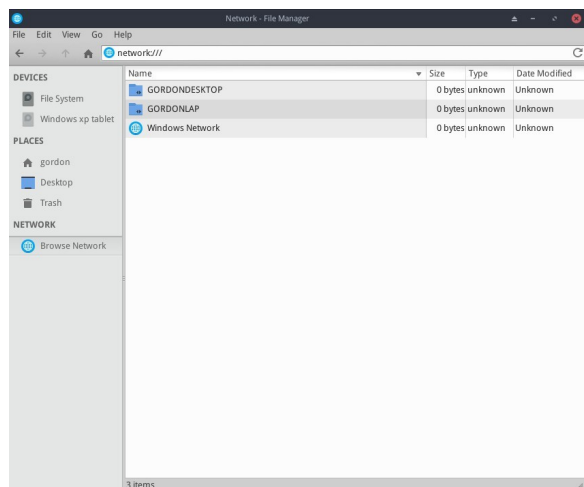 Network - File Manager
File Edit View Go Help
network:///
DEVICES
File System
Windows xp tablet
PLACES
gordon
Desktop
Trash
NETWORK
Browse Network
Name Size Type Date Modified
GORDONDESKTOP 0 bytes unknown Unknown
GORDONLAP 0 bytes unknown Unknown
Windows Network 0 bytes unknown Unknown
3 items